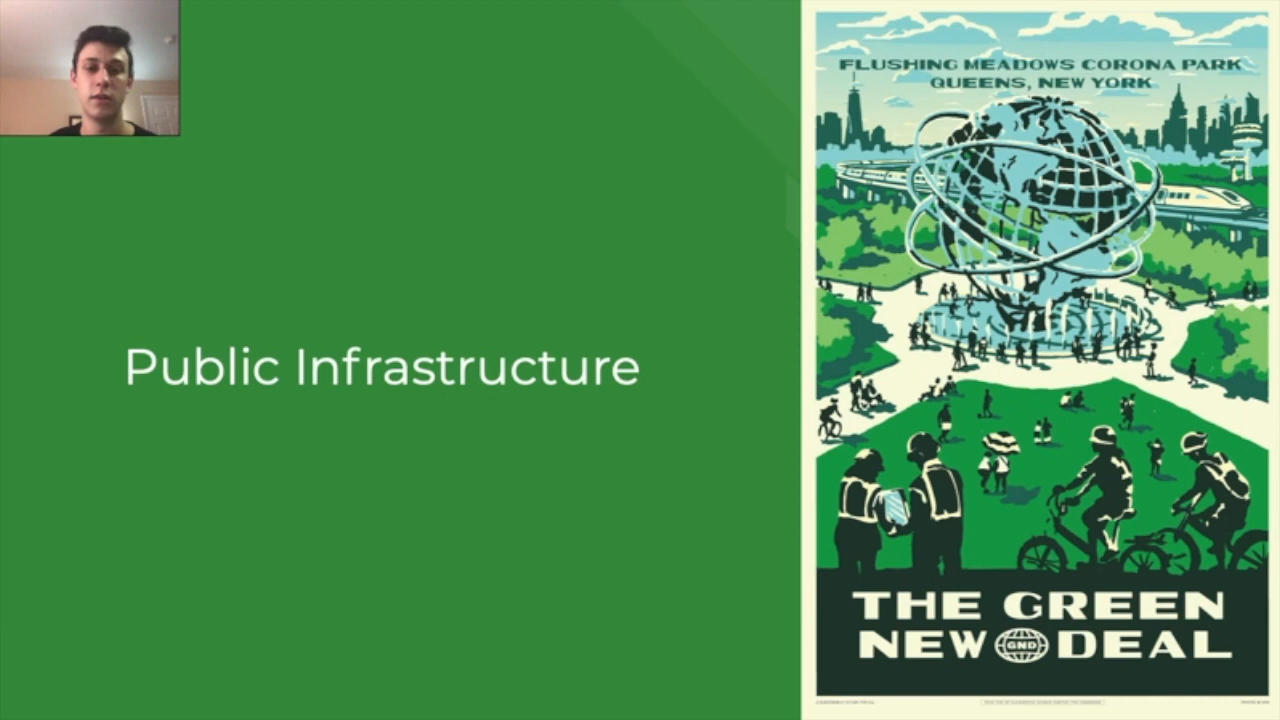 Public Infrastructure
FLUSHING MEADOWS CORONA PARK
QUEENS, NEW YORK
THE GREEN
NEW GND DEAL